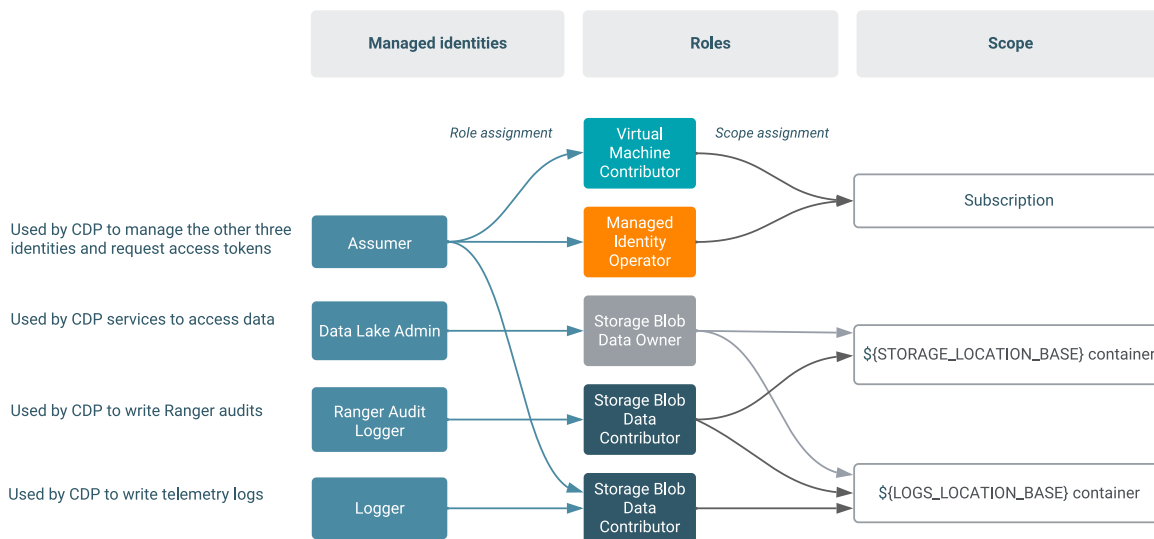 Managed identities
Roles
Scope
Role assignment
Scope assignment
Virtual
Machine
Contributor
Subscription
Used by CDP to manage the other three
identities and request access tokens
Assumer
Managed
Identity
Operator
Used by CDP services to access data
Data Lake Admin
Storage Blob
Data Owner
${STORAGE_LOCATION_BASE} container
Used by CDP to write Ranger audits
Ranger Audit
Logger
Storage Blob
Data
Contributor
Used by CDP to write telemetry logs
Logger
Storage Blob
Data
Contributor
${LOGS_LOCATION_BASE} container